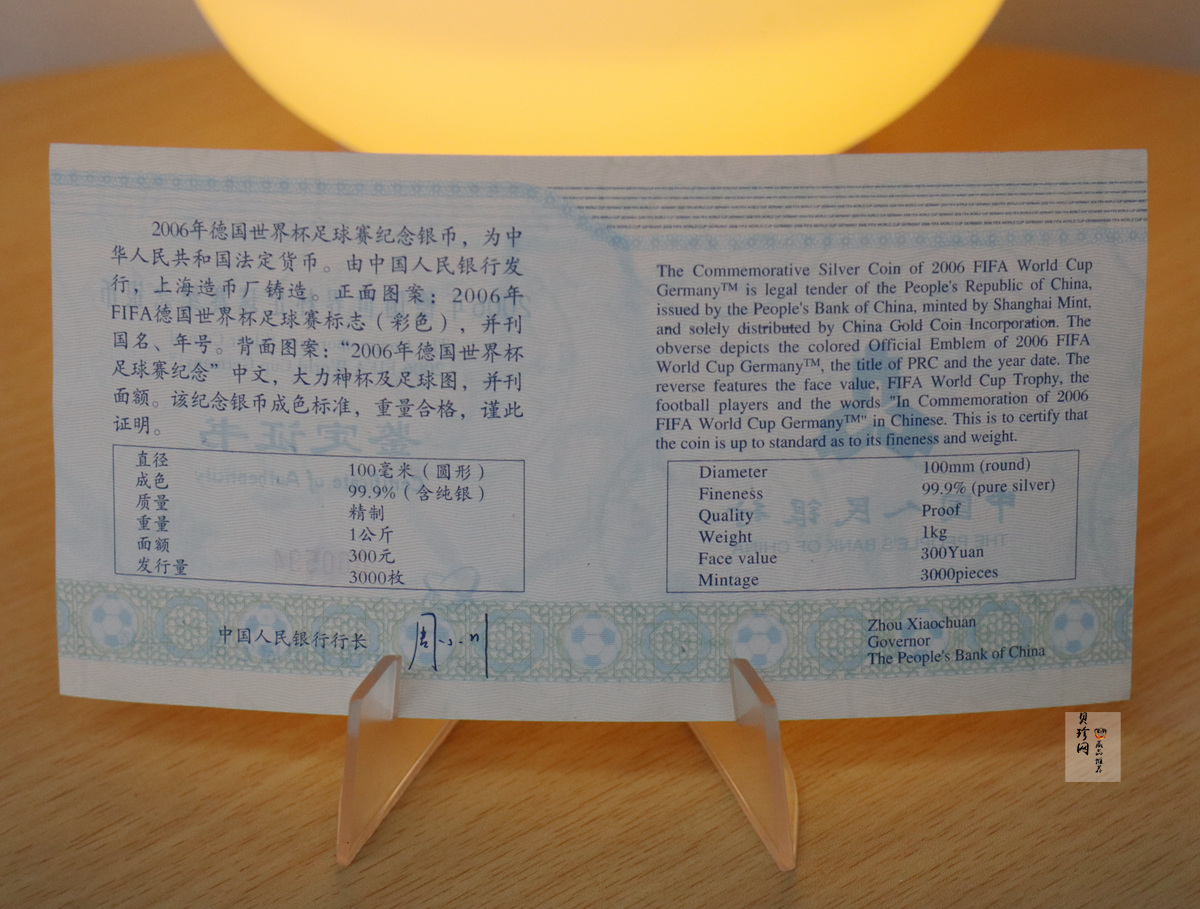 2006年德国世界杯足球赛纪念银币，为中
华人民共和国法定货币。由中国人民银行发
行，上海造币厂铸造。正面图案：2006年
FIFA德国世界杯足球赛标志（彩色），并刊
国名、年号。背面图案：“2006年德国世界杯
足球赛纪念”中文，大力神杯及足球图，并刊
面额。该纪念银币成色标准，重量合格，谨此
证明。
直径 100毫米（圆形）
成色 99.9%（含纯银）
质量 精制
重量 1公斤
面额 300元
发行量 3000枚
中国人民银行行长
The Commemorative Silver Coin of 2006 FIFA World Cup
Germany™ is legal tender of the People's Republic of China,
issued by the People's Bank of China, minted by Shanghai Mint,
and solely distributed by China Gold Coin Incorporation. The
obverse depicts the colored Official Emblem of 2006 FIFA
World Cup Germany™, the title of PRC and the year date. The
reverse features the face value, FIFA World Cup Trophy, the
football players and the words "In Commemoration of 2006
FIFA World Cup Germany™" in Chinese. This is to certify that
the coin is up to standard as to its fineness and weight.
Diameter 100mm (round)
Fineness 99.9% (pure silver)
Quality Proof
Weight 1kg
Face value 300Yuan
Mintage 3000pieces
Zhou Xiaochuan
Governor
The People's Bank of China
贝珍网